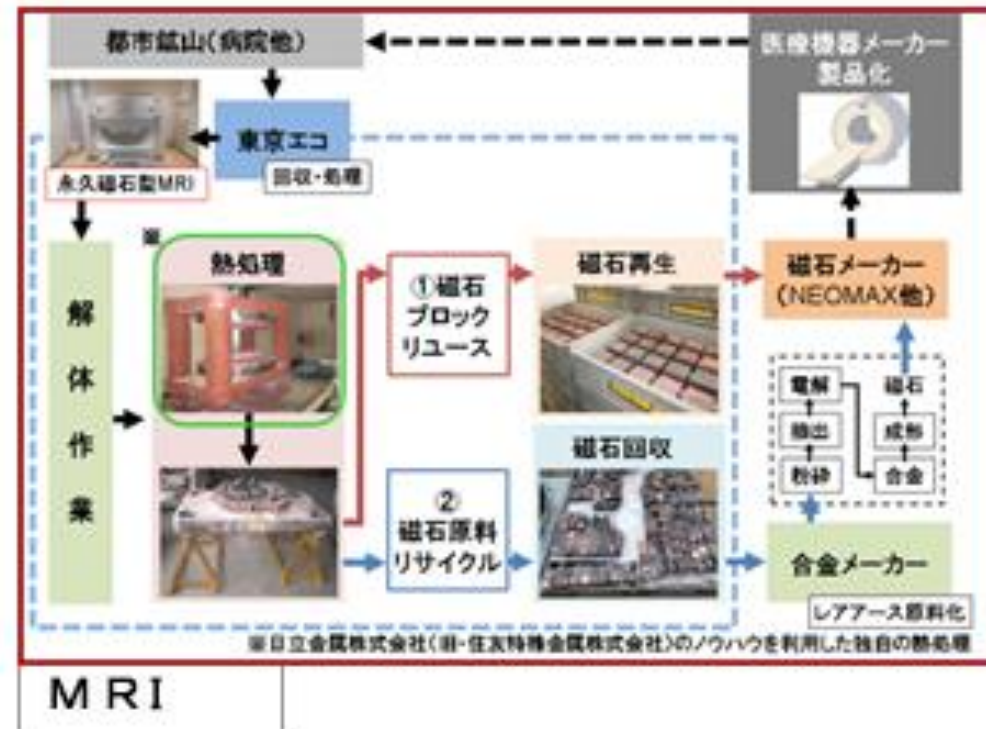 都市鉱山(病院他)
医療機器メーカー
製品化
東京エコ
回収・処理
永久磁石型MRI
解体作業
※
熱処理
①磁石
ブロック
リユース
磁石再生
磁石メーカー
(NEOMAX他)
電解
抽出
粉砕
磁石
成形
合金
②
磁石原料
リサイクル
磁石回収
合金メーカー
レアアース原料化
※日立金属株式会社(旧・住友特殊金属株式会社)のノウハウを利用した独自の熱処理
MRI